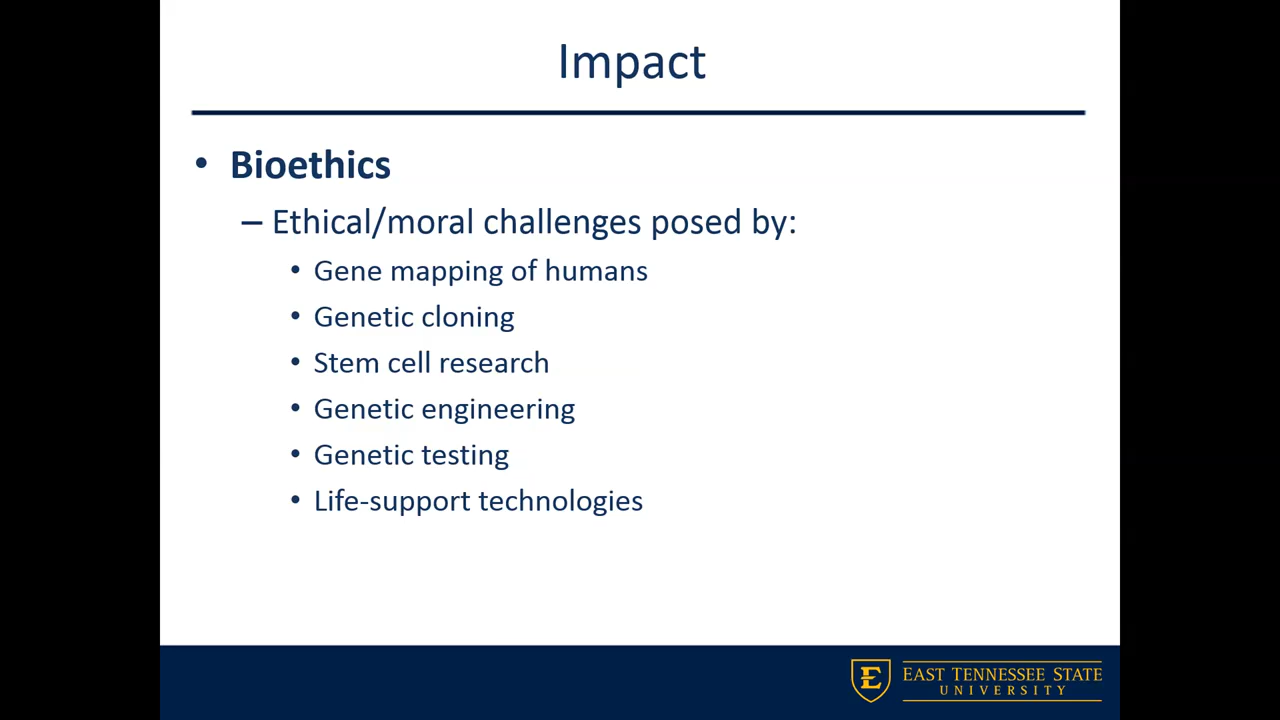 Impact
• Bioethics
– Ethical/moral challenges posed by:
• Gene mapping of humans
• Genetic cloning
• Stem cell research
• Genetic engineering
• Genetic testing
• Life-support technologies
E
EAST TENNESSEE STATE
UNIVERSITY